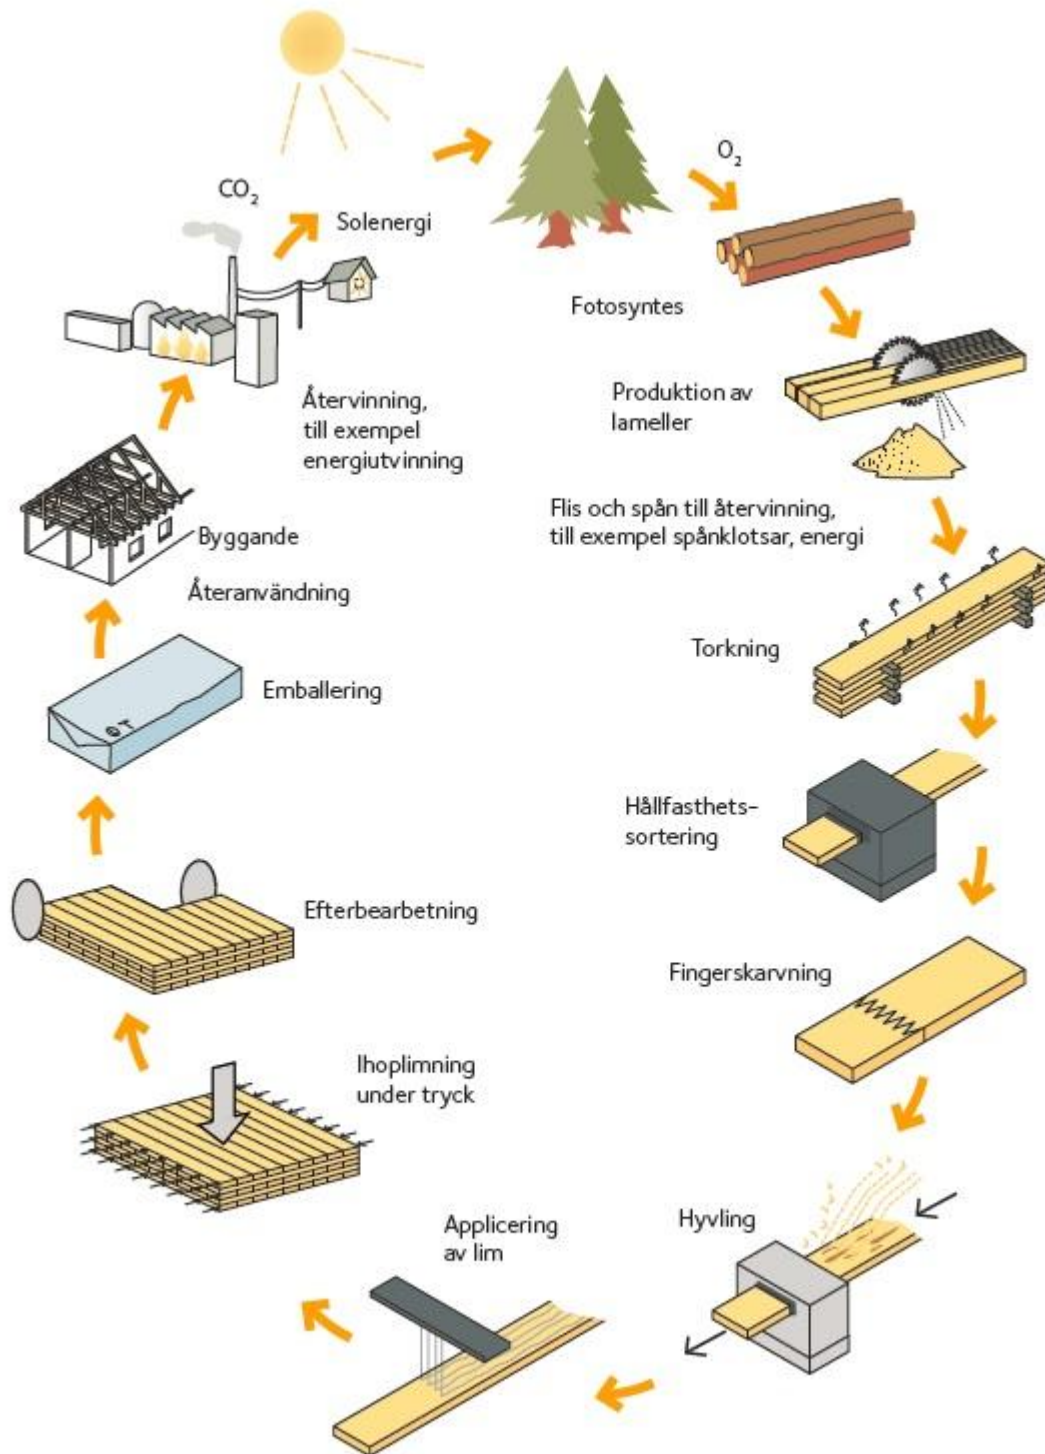 O₂
CO₂
Solenergi
Fotosyntes
Produktion av
lameller
Flis och spån till återvinning,
till exempel spånklotsar, energi
Torkning
Hållfasthets-
sortering
Fingerskarvning
Hyvling
Applicering
av lim
Ihoplimning
under tryck
Efterbearbetning
Emballering
Återanvändning
Byggande
Återvinning,
till exempel
energiutvinning